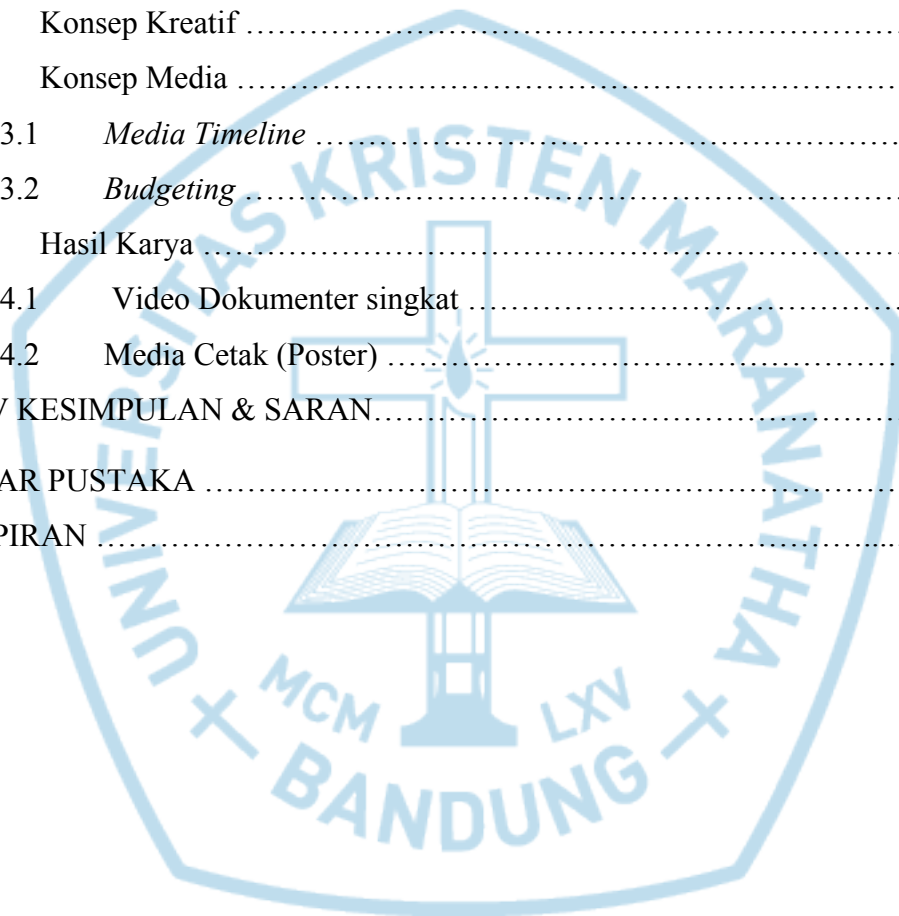 Konsep Kreatif ………………………………………………………………….
Konsep Media …………………………………………………………………..
3.1 Media Timeline …………………………………………………………
3.2 Budgeting ………………………………………………………………
Hasil Karya ……………………………………………………………………..
4.1 Video Dokumenter singkat ……………………………………………
4.2 Media Cetak (Poster) …………………………………………………..
V KESIMPULAN & SARAN……………………………………………………
AR PUSTAKA …………………………………………………………………
PIRAN ……………………………………………………………………......
UNIVERSITAS KRISTEN MARANATHA
MCM LXV
BANDUNG